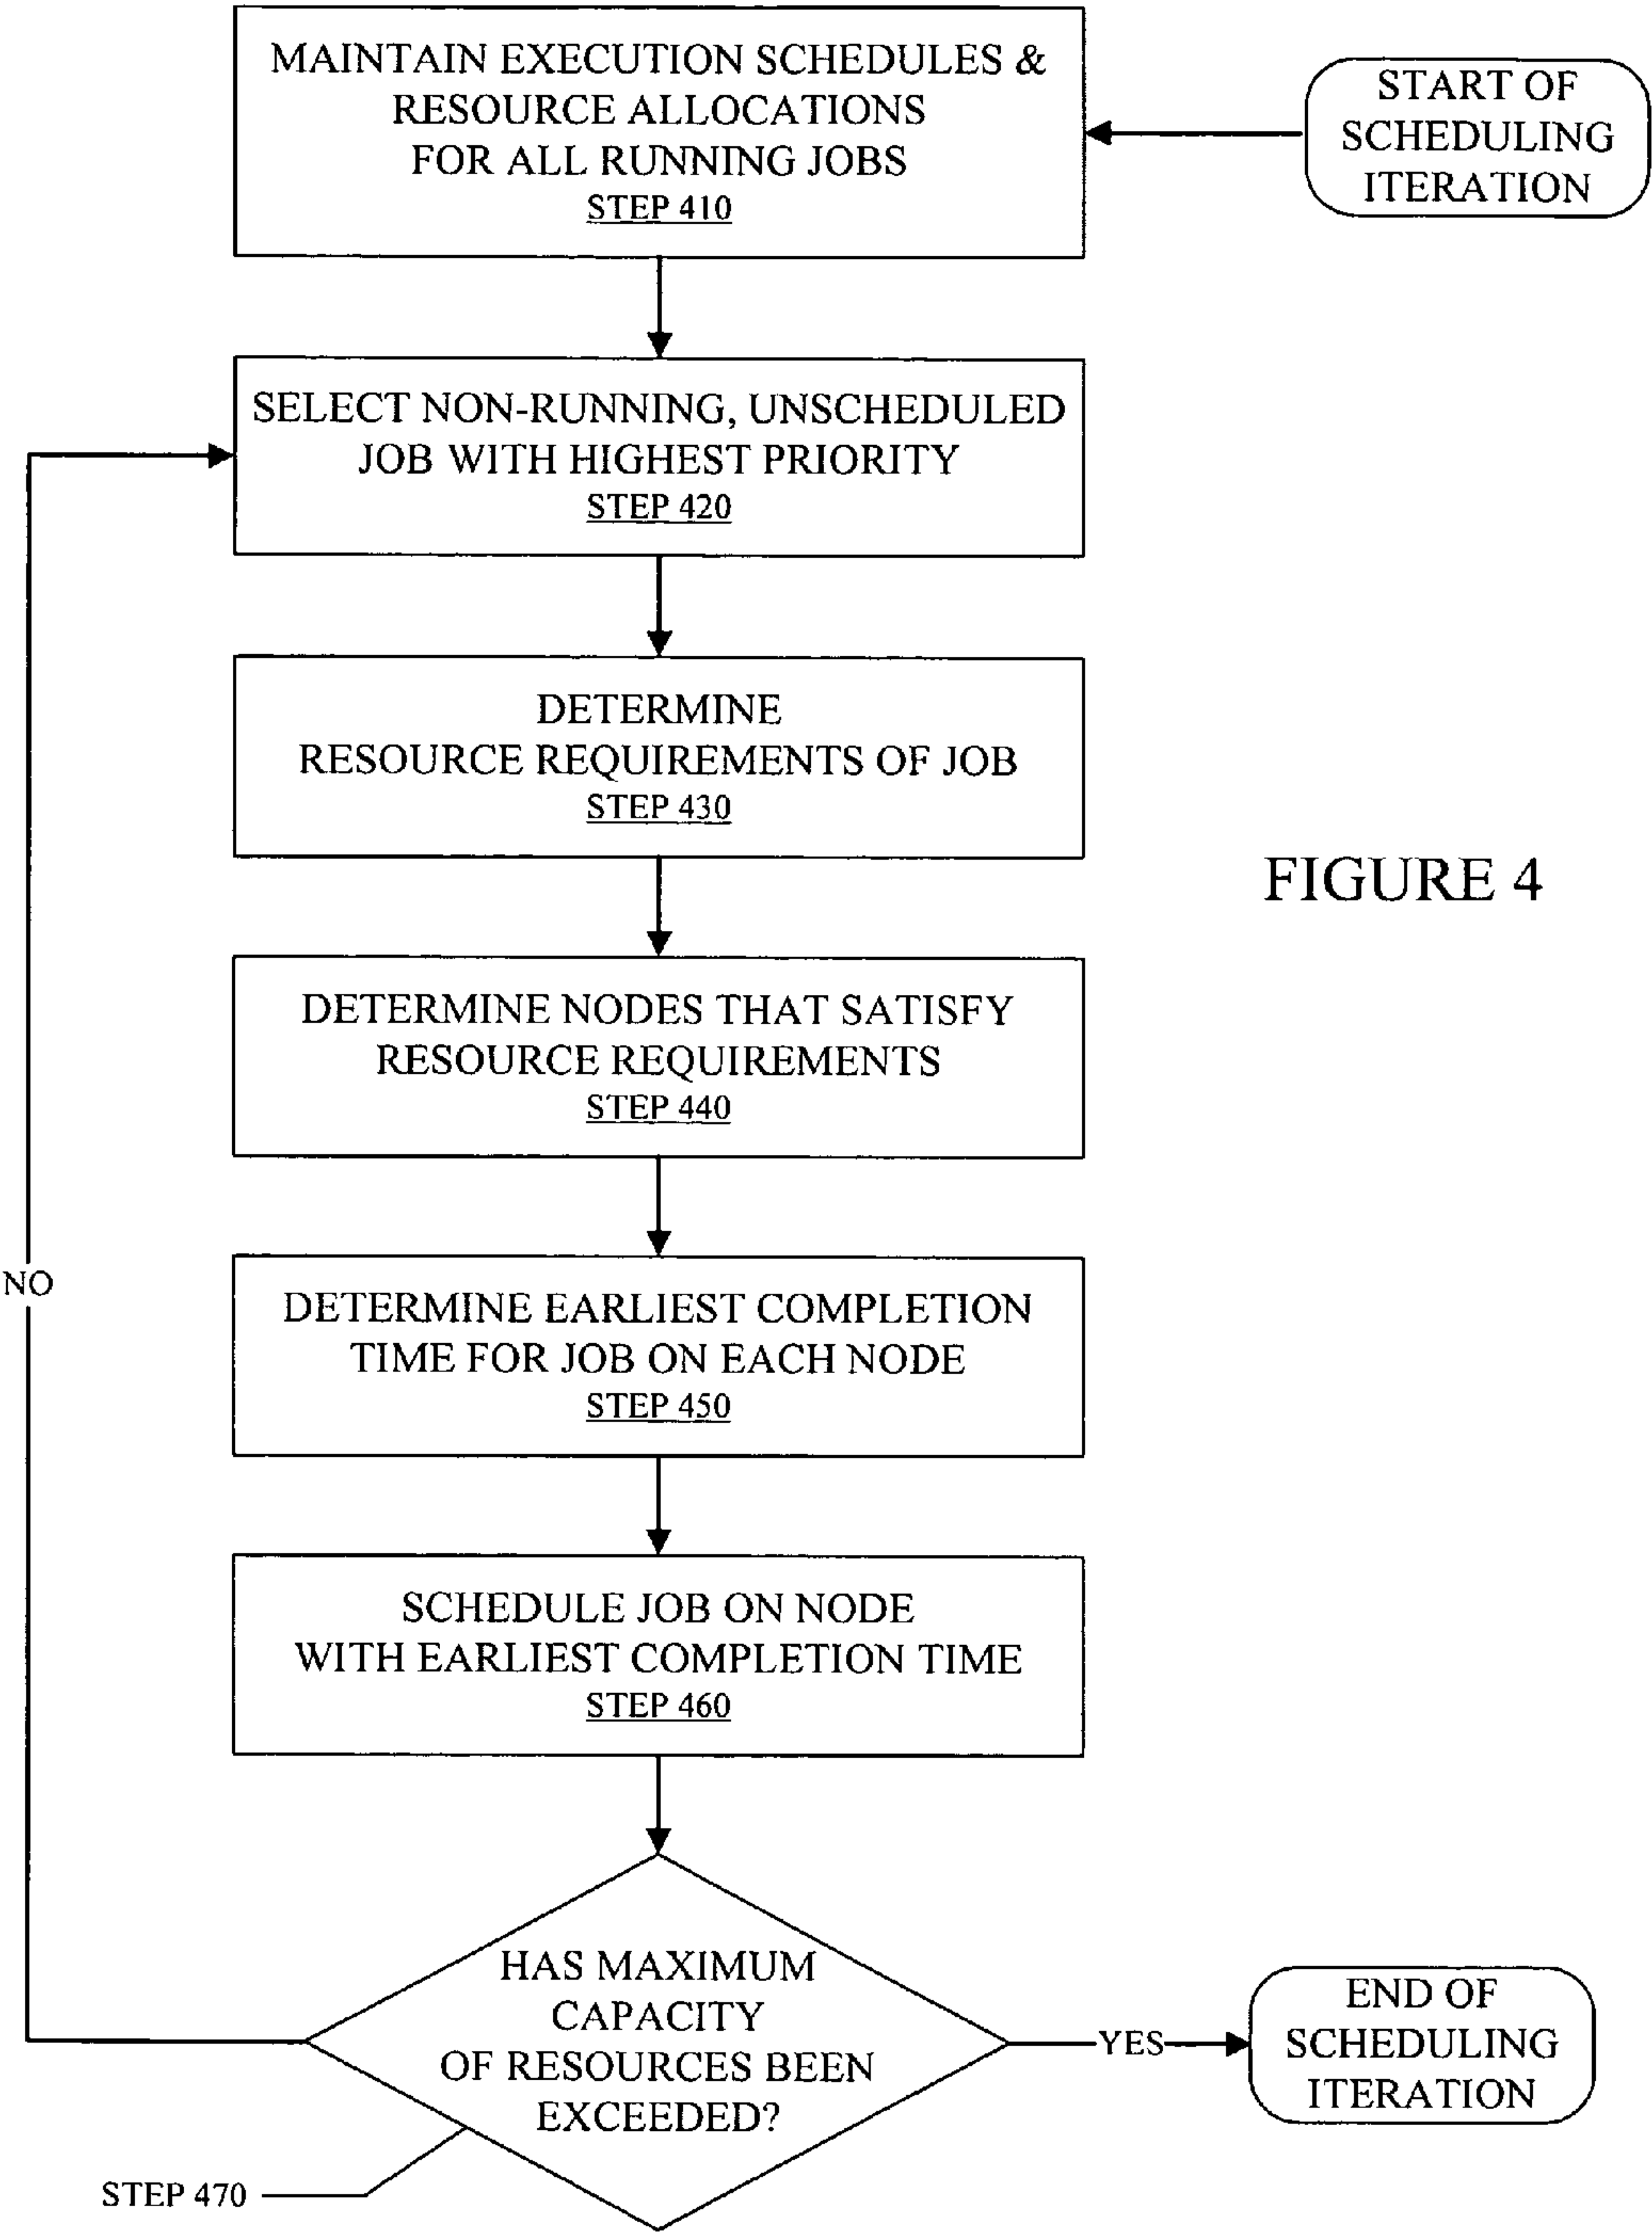 MAINTAIN EXECUTION SCHEDULES &
RESOURCE ALLOCATIONS
FOR ALL RUNNING JOBS
STEP 410
START OF
SCHEDULING
ITERATION
SELECT NON-RUNNING, UNSCHEDULED
JOB WITH HIGHEST PRIORITY
STEP 420
DETERMINE
RESOURCE REQUIREMENTS OF JOB
STEP 430
FIGURE 4
DETERMINE NODES THAT SATISFY
RESOURCE REQUIREMENTS
STEP 440
NO
DETERMINE EARLIEST COMPLETION
TIME FOR JOB ON EACH NODE
STEP 450
SCHEDULE JOB ON NODE
WITH EARLIEST COMPLETION TIME
STEP 460
HAS MAXIMUM
CAPACITY
OF RESOURCES BEEN
EXCEEDED?
YES
END OF
SCHEDULING
ITERATION
STEP 470